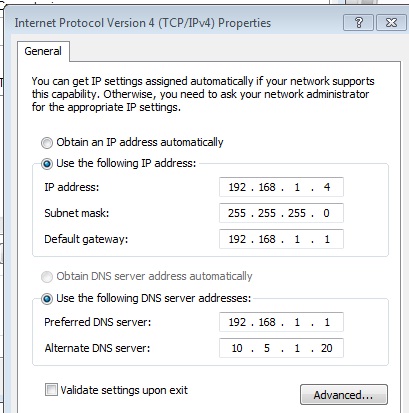 Internet Protocol Version 4 (TCP/IPv4) Properties
General
You can get IP settings assigned automatically if your network supports
this capability. Otherwise, you need to ask your network administrator
for the appropriate IP settings.
Obtain an IP address automatically
Use the following IP address:
IP address: 192 . 168 . 1 . 4
Subnet mask: 255 . 255 . 255 . 0
Default gateway: 192 . 168 . 1 . 1
Obtain DNS server address automatically
Use the following DNS server addresses:
Preferred DNS server: 192 . 168 . 1 . 1
Alternate DNS server: 10 . 5 . 1 . 20
Validate settings upon exit
Advanced...